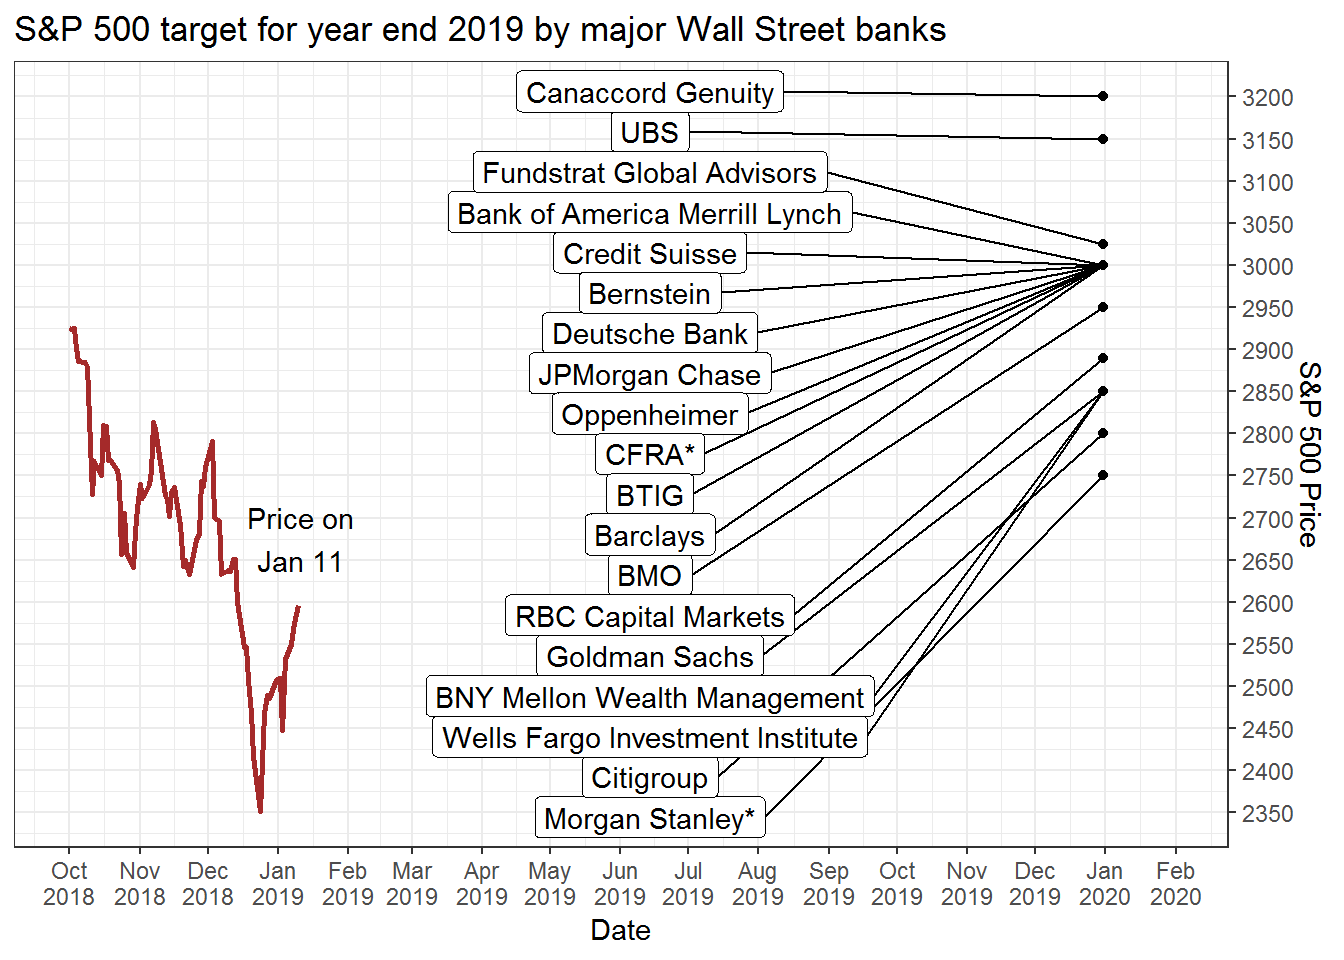 S&P 500 target for year end 2019 by major Wall Street banks
Canaccord Genuity
UBS
Fundstrat Global Advisors
Bank of America Merrill Lynch
Credit Suisse
Bernstein
Deutsche Bank
JPMorgan Chase
Oppenheimer
CFRA*
BTIG
Barclays
BMO
RBC Capital Markets
Goldman Sachs
BNY Mellon Wealth Management
Wells Fargo Investment Institute
Citigroup
Morgan Stanley*
Price on
Jan 11
3200
3150
3100
3050
3000
2950
2900
2850
2800
2750
2700
2650
2600
2550
2500
2450
2400
2350
S&P 500 Price
Oct Nov Dec Jan Feb Mar Apr May Jun Jul Aug Sep Oct Nov Dec Jan Feb
2018 2018 2018 2019 2019 2019 2019 2019 2019 2019 2019 2019 2019 2019 2019 2020 2020
Date